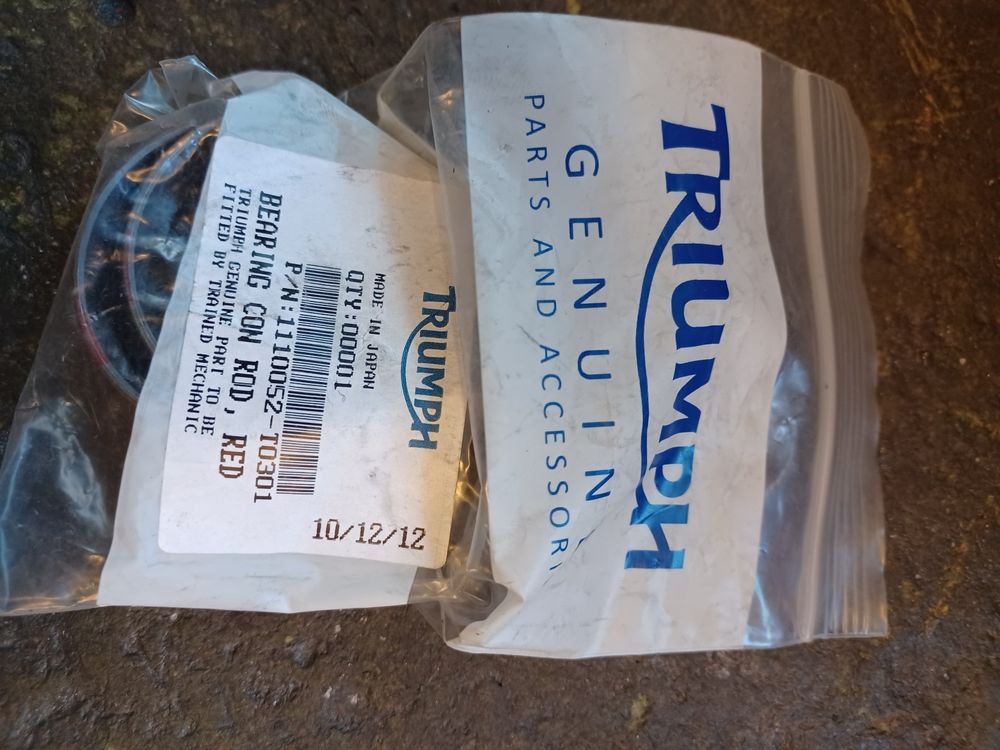 TRIUMPH
GENUIN
PARTS AND ACCESSOR
TRIUMPH
MADE IN JAPAN
QTY:00001
P/N:1110052-T0301
BEARING CON ROD, RED
TRIUMPH GENUINE PART TO BE
FITTED BY TRAINED MECHANIC
10/12/12